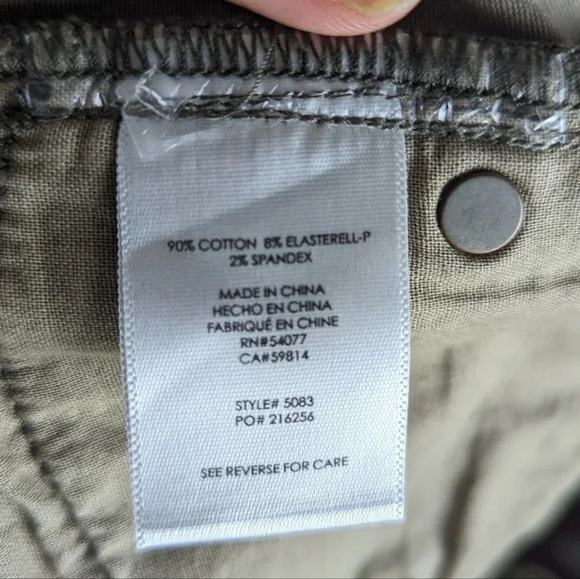 90% COTTON 8% ELASTERELL-P
2% SPANDEX
MADE IN CHINA
HECHO EN CHINA
FABRIQUÉ EN CHINE
RN#54077
CA#59814
STYLE# 5083
PO# 216256
SEE REVERSE FOR CARE